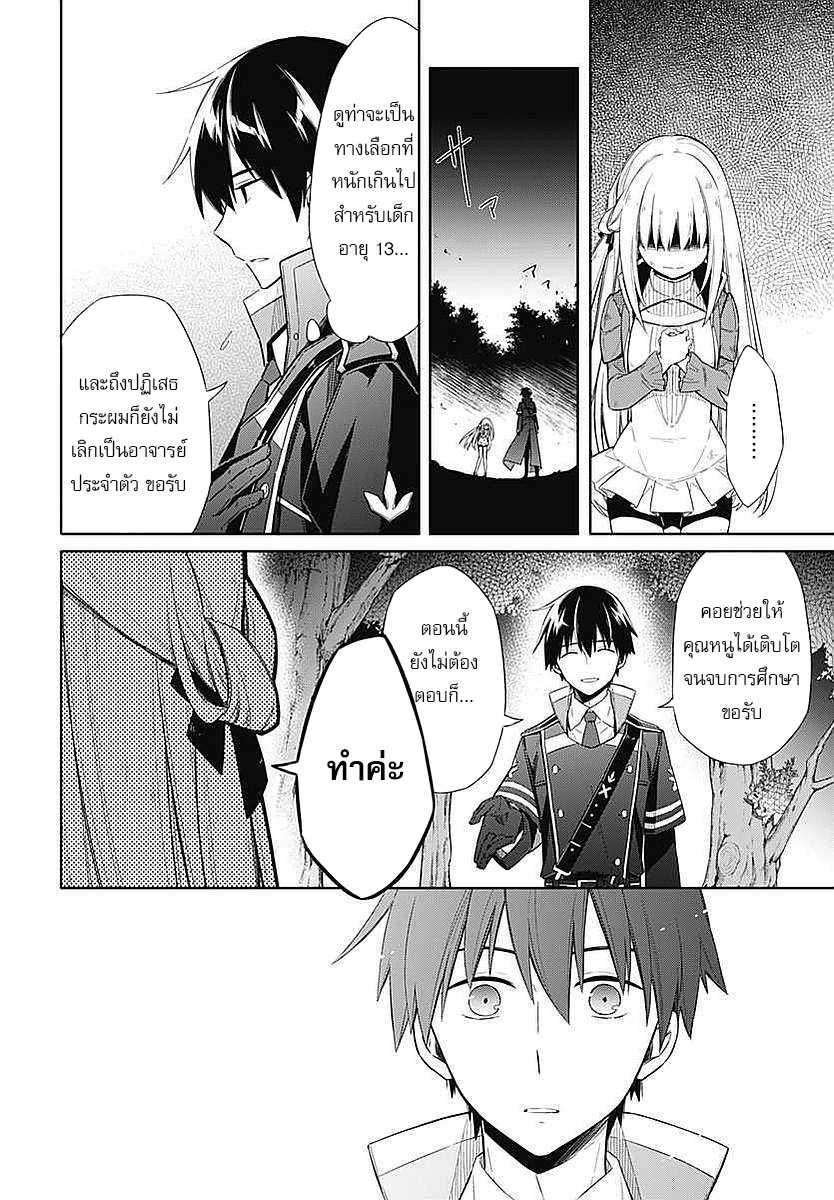 .........
ดูท่าจะเป็น
ทางเลือกที่
หนักเกินไป
สำหรับเด็ก
อายุ 13...
และถึงปฏิเสธ
กระผมก็ยังไม่
เลิกเป็นอาจารย์
ประจำตัว ขอรับ
คอยช่วยให้
คุณหนูได้เติบโต
จนจบการศึกษา
ขอรับ
ตอนนี้
ยังไม่ต้อง
ตอบก็...
ทำค่ะ